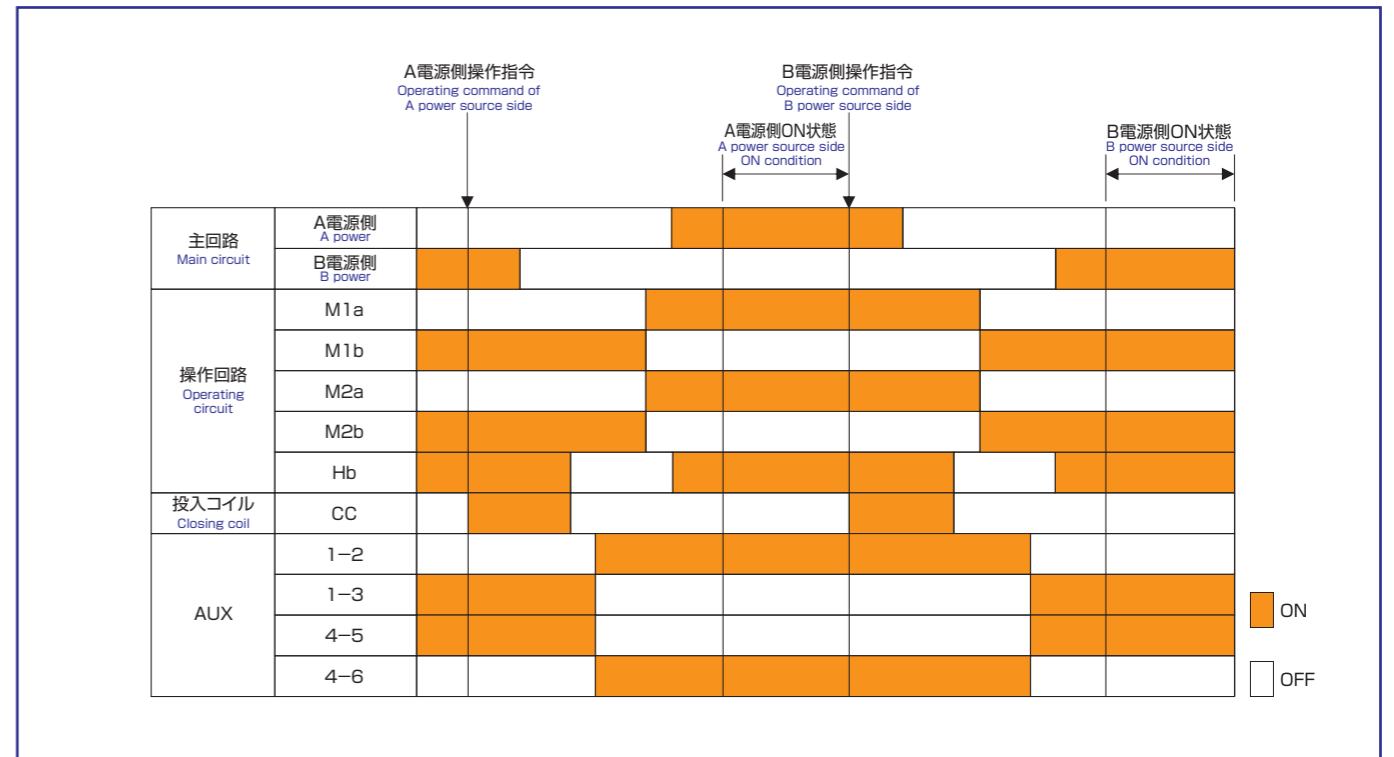 A電源側操作指令
Operating command of
A power source side
B電源側操作指令
Operating command of
B power source side
A電源側ON状態
A power source side
ON condition
B電源側ON状態
B power source side
ON condition
主回路
Main circuit
A電源側
A power
B電源側
B power
操作回路
Operating
circuit
M1a
M1b
M2a
M2b
Hb
投入コイル
Closing coil
CC
AUX
1−2
1−3
4−5
4−6
ON
OFF